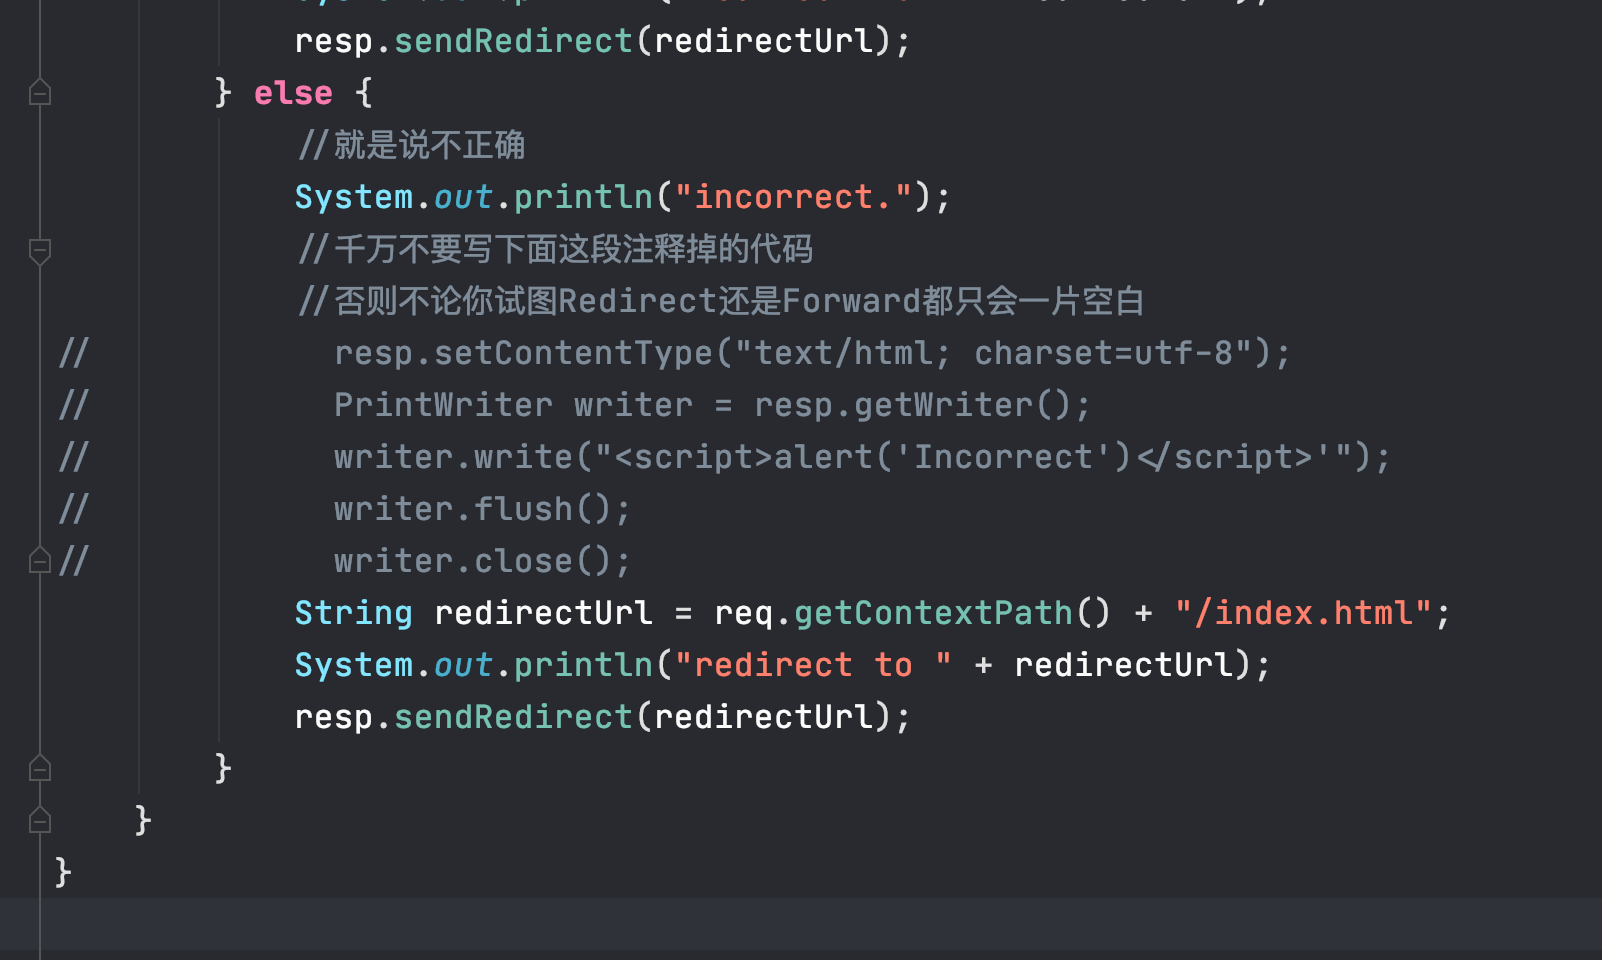 resp.sendRedirect(redirectUrl);
} else {
//就是说不正确
System.out.println("incorrect.");
//千万不要写下面这段注释掉的代码
//否则不论你试图Redirect还是Forward都只会一片空白
// resp.setContentType("text/html; charset=utf-8");
// PrintWriter writer = resp.getWriter();
// writer.write("<script>alert('Incorrect')</script>'");
// writer.flush();
// writer.close();
String redirectUrl = req.getContextPath() + "/index.html";
System.out.println("redirect to " + redirectUrl);
resp.sendRedirect(redirectUrl);
}
}
}